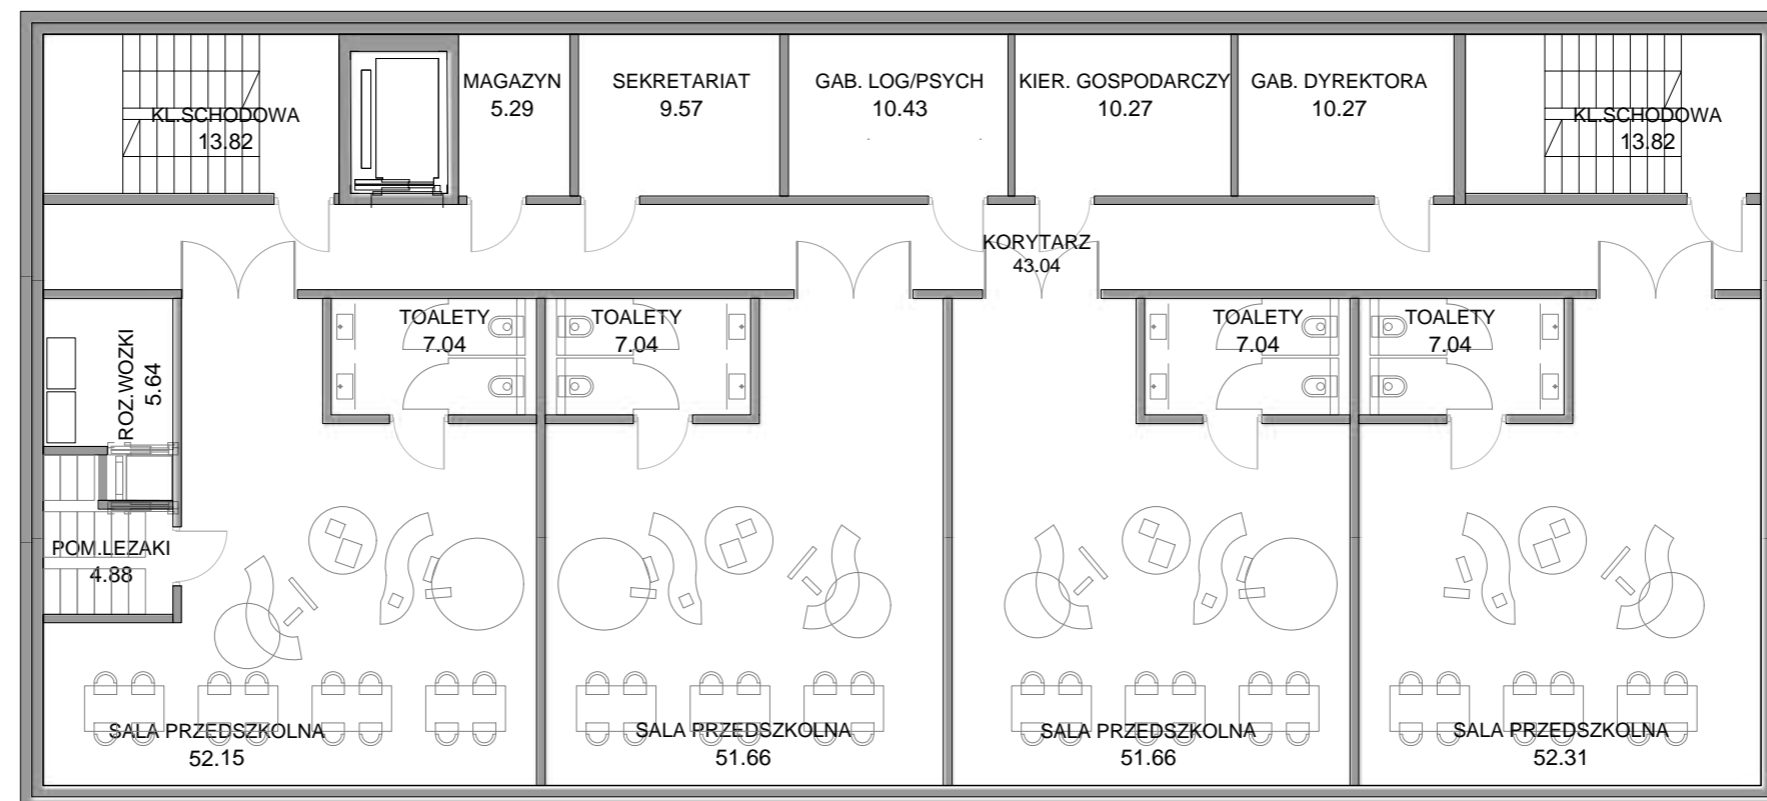 MAGAZYN
5.29
SEKRETARIAT
9.57
GAB. LOG/PSYCH
10.43
KIER. GOSPODARCZY
10.27
GAB. DYREKTORA
10.27
KL.SCHODOWA
13.82
KL.SCHODOWA
13.82
KORYTARZ
43.04
TOALETY
7.04
TOALETY
7.04
TOALETY
7.04
TOALETY
7.04
ROZ.WOZKI
5.64
POM.LEZAKI
4.88
SALA PRZEDSZKOLNA
52.15
SALA PRZEDSZKOLNA
51.66
SALA PRZEDSZKOLNA
51.66
SALA PRZEDSZKOLNA
52.31